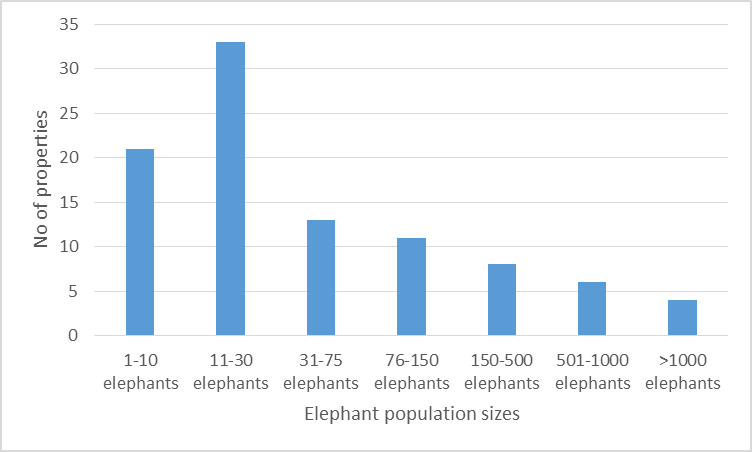 35
30
25
20
15
10
5
0
No of properties
1-10 elephants
11-30 elephants
31-75 elephants
76-150 elephants
150-500 elephants
501-1000 elephants
>1000 elephants
Elephant population sizes